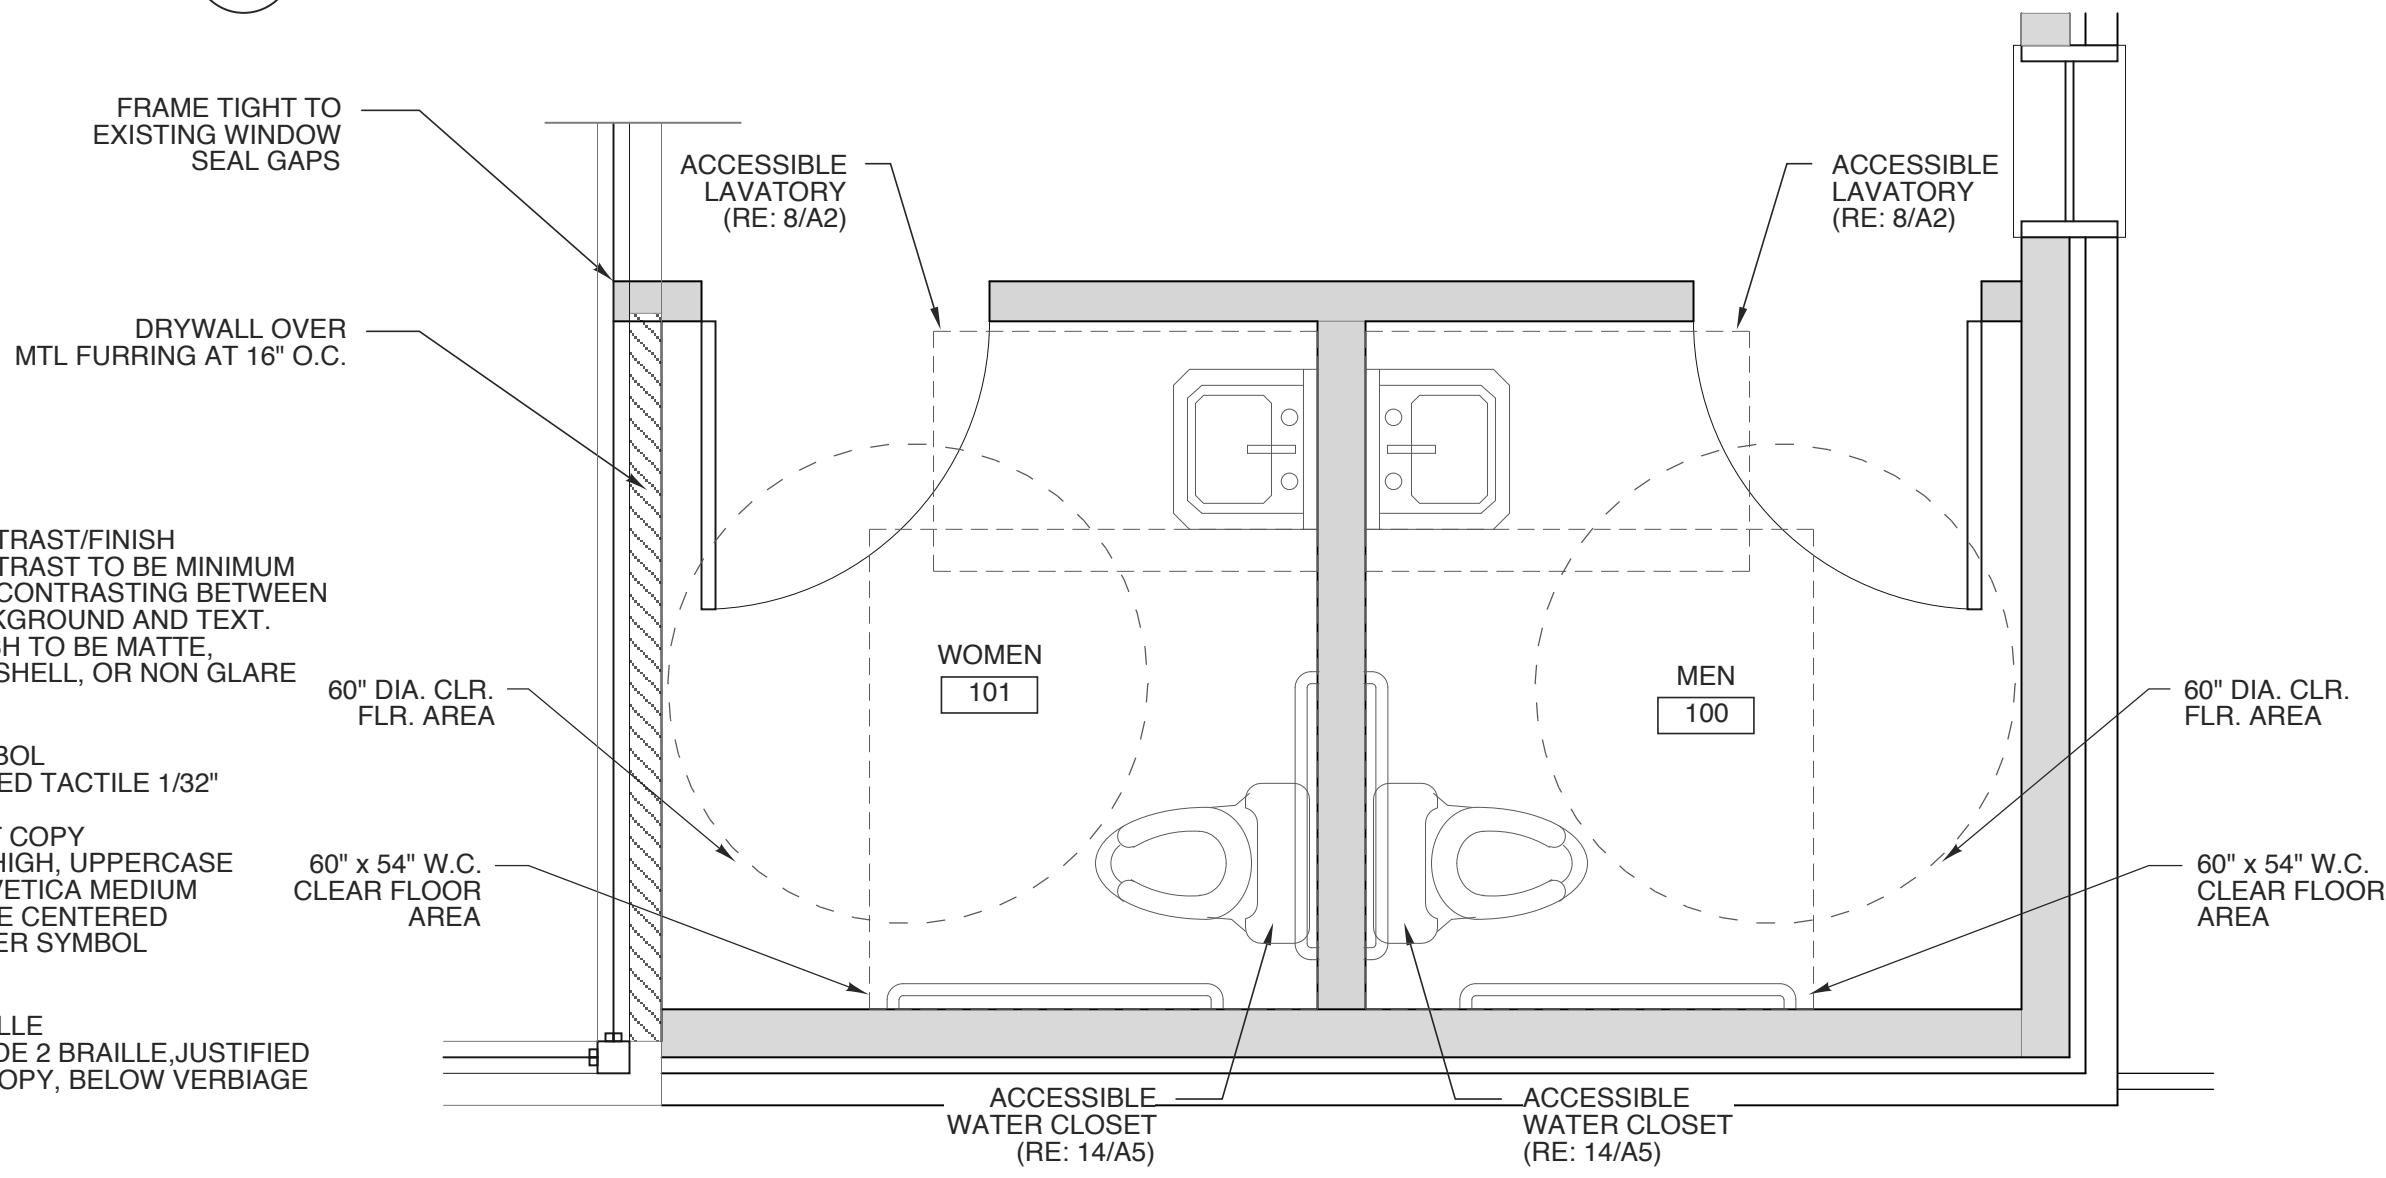 FRAME TIGHT TO
EXISTING WINDOW
SEAL GAPS
ACCESSIBLE
LAVATORY
(RE: 8/A2)
ACCESSIBLE
LAVATORY
(RE: 8/A2)
DRYWALL OVER
MTL FURRING AT 16" O.C.
TRAST/FINISH
TRAST TO BE MINIMUM
CONTRASTING BETWEEN
KGROUND AND TEXT.
SH TO BE MATTE,
SHELL, OR NON GLARE
BOL
ED TACTILE 1/32"
T COPY
HIGH, UPPERCASE
VETICA MEDIUM
E CENTERED
ER SYMBOL
LLE
DE 2 BRAILLE,JUSTIFIED
OPY, BELOW VERBIAGE
60" DIA. CLR.
FLR. AREA
60" x 54" W.C.
CLEAR FLOOR
AREA
WOMEN
101
MEN
100
60" DIA. CLR.
FLR. AREA
60" x 54" W.C.
CLEAR FLOOR
AREA
ACCESSIBLE
WATER CLOSET
(RE: 14/A5)
ACCESSIBLE
WATER CLOSET
(RE: 14/A5)